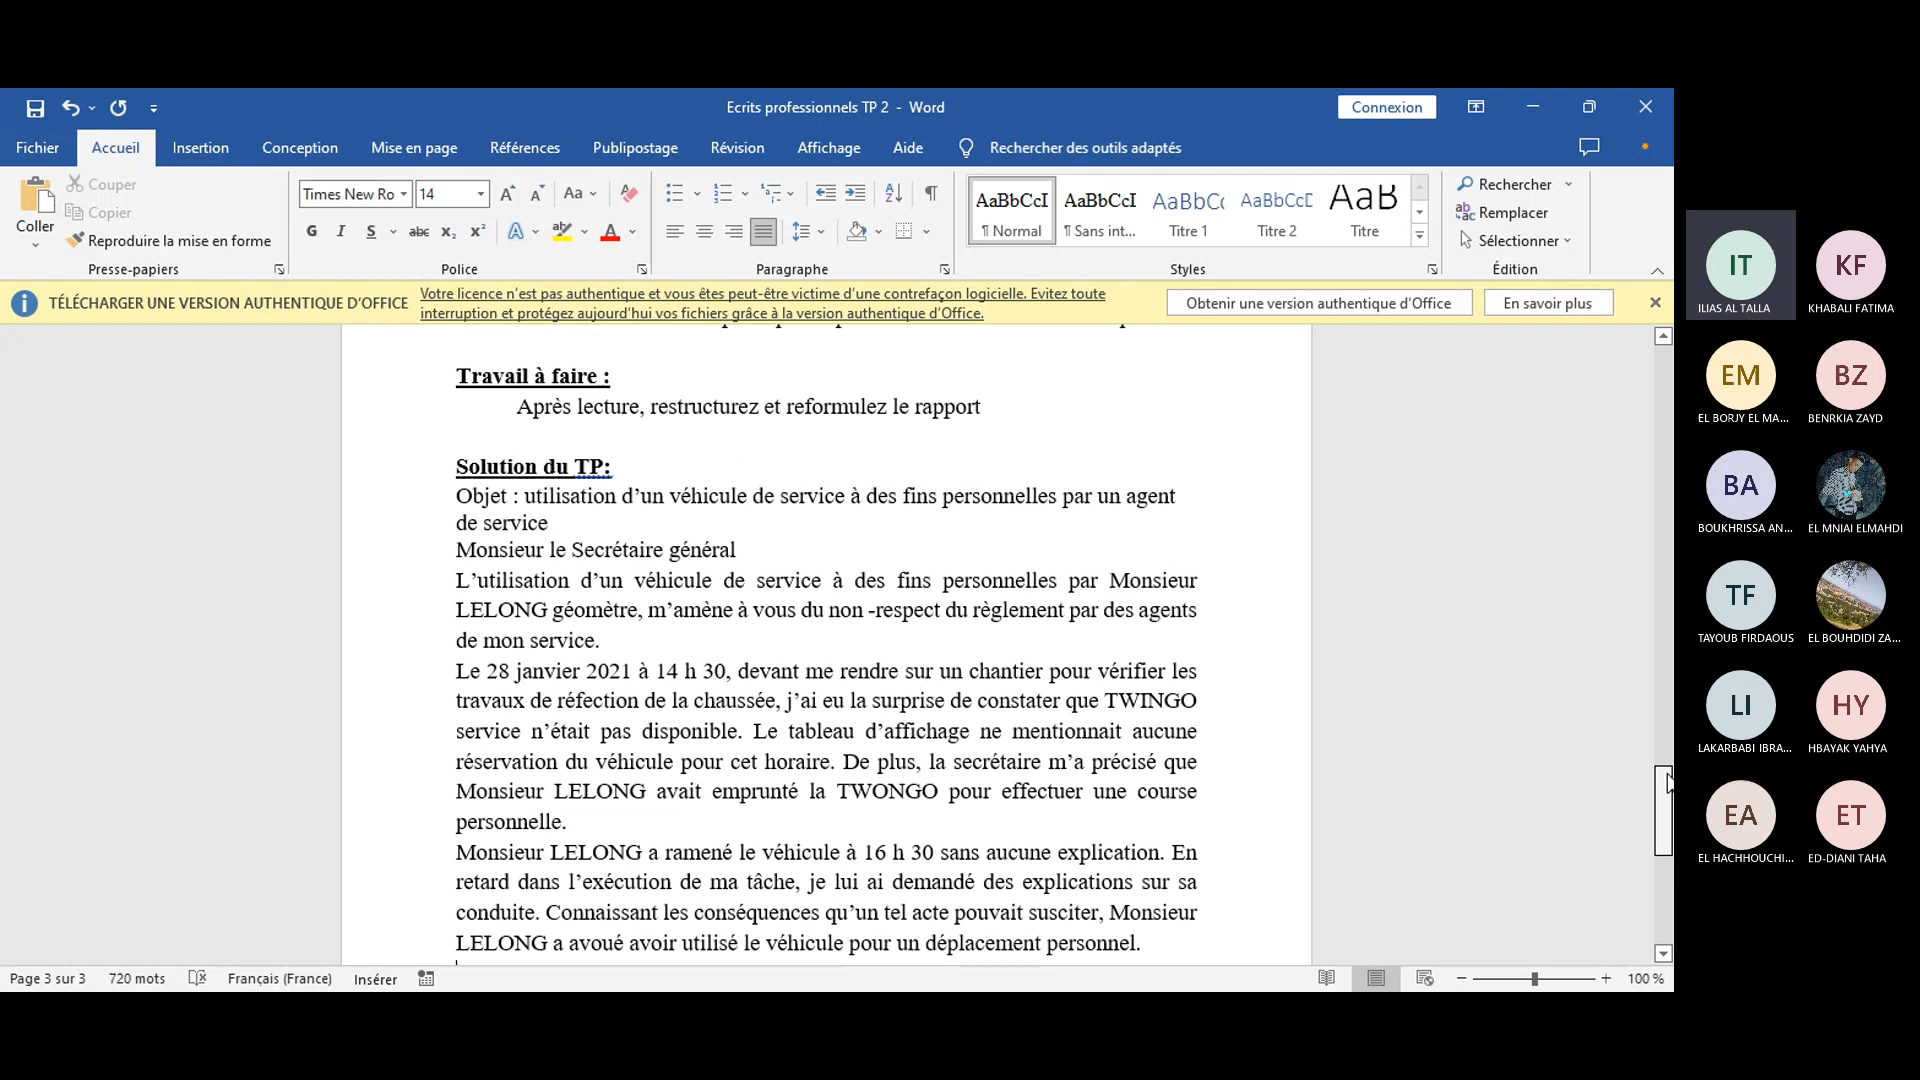 Ecrits professionnels TP 2 - Word
Connexion
Fichier
Accueil
Insertion
Conception
Mise en page
Références
Publipostage
Révision
Affichage
Aide
Rechercher des outils adaptés
Coller
Couper
Copier
Reproduire la mise en forme
Presse-papiers
Times New Ro
14
Aa
G I S abc x₂ x²
A
A
Police
Paragraphe
AaBbCcI
¶ Normal
AaBbCcI
¶ Sans int...
AaBbCc
Titre 1
AaBbCcD
Titre 2
AaB
Titre
Styles
Rechercher
Remplacer
Sélectionner
Édition
TÉLÉCHARGER UNE VERSION AUTHENTIQUE D'OFFICE
Votre licence n'est pas authentique et vous êtes peut-être victime d'une contrefaçon logicielle. Evitez toute
interruption et protégez aujourd'hui vos fichiers grâce à la version authentique d'Office.
Obtenir une version authentique d'Office
En savoir plus
Travail à faire :
Après lecture, restructurez et reformulez le rapport
Solution du TP:
Objet : utilisation d'un véhicule de service à des fins personnelles par un agent
de service
Monsieur le Secrétaire général
L'utilisation d'un véhicule de service à des fins personnelles par Monsieur
LELONG géomètre, m'amène à vous du non -respect du règlement par des agents
de mon service.
Le 28 janvier 2021 à 14 h 30, devant me rendre sur un chantier pour vérifier les
travaux de réfection de la chaussée, j'ai eu la surprise de constater que TWINGO
service n'était pas disponible. Le tableau d'affichage ne mentionnait aucune
réservation du véhicule pour cet horaire. De plus, la secrétaire m'a précisé que
Monsieur LELONG avait emprunté la TWONGO pour effectuer une course
personnelle.
Monsieur LELONG a ramené le véhicule à 16 h 30 sans aucune explication. En
retard dans l'exécution de ma tâche, je lui ai demandé des explications sur sa
conduite. Connaissant les conséquences qu'un tel acte pouvait susciter, Monsieur
LELONG a avoué avoir utilisé le véhicule pour un déplacement personnel.
Page 3 sur 3
720 mots
Français (France)
Insérer
100 %
IT
ILIAS AL TALLA
KF
KHABALI FATIMA
EM
EL BORJY EL MA...
BZ
BENRKIA ZAYD
BA
BOUKHRISSA AN...
EL MNIAI ELMAHDI
TF
TAYOUB FIRDAOUS
EL BOUHDIDI ZA...
LI
LAKARBABI IBRA...
HY
HBAYAK YAHYA
EA
EL HACHHOUCHI...
ET
ED-DIANI TAHA